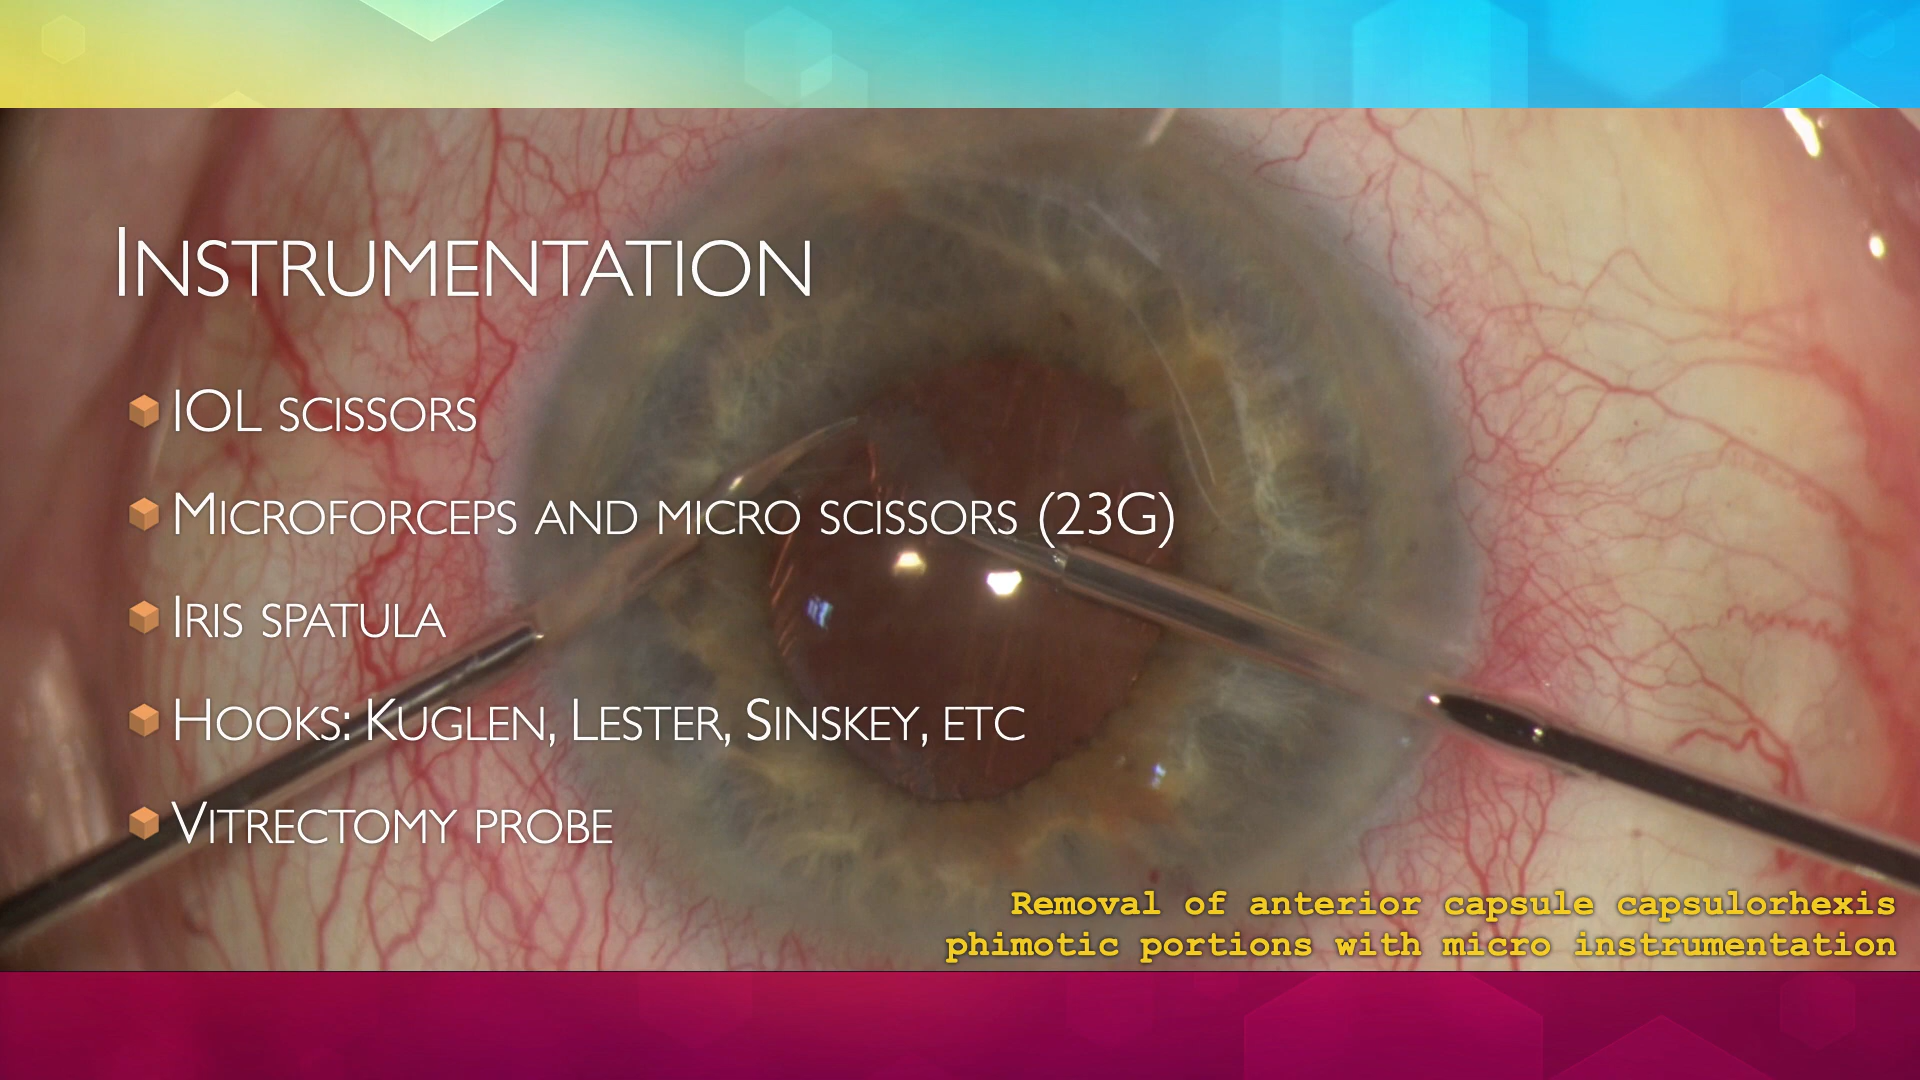 INSTRUMENTATION
IOL SCISSORS
MICROFORCEPS AND MICRO SCISSORS (23G)
IRIS SPATULA
HOOKS: KUGLEN, LESTER, SINSKEY, ETC
VITRECTOMY PROBE
Removal of anterior capsule capsulorhexis
phimotic portions with micro instrumentation